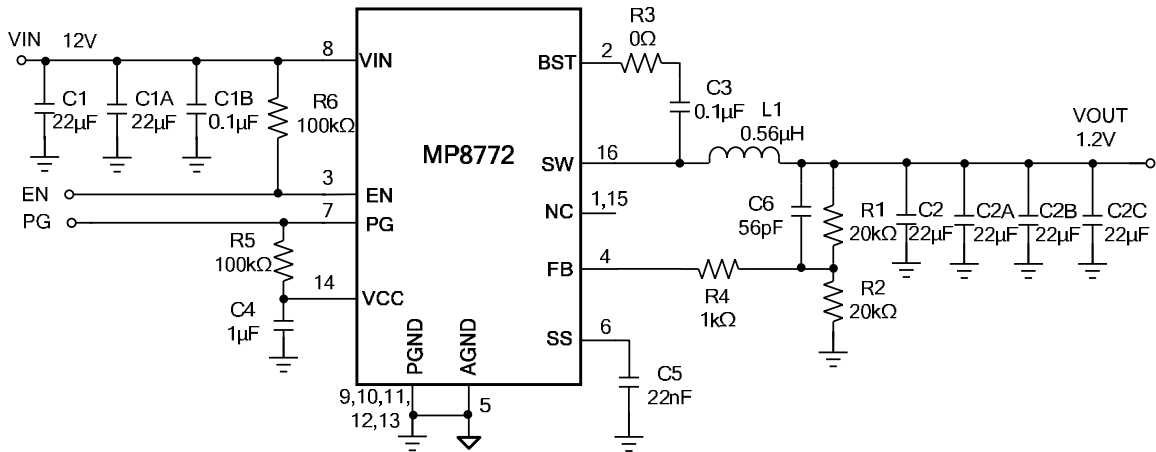 VIN 12V
C1
22µF
C1A
22µF
C1B
0.1µF
R6
100kΩ
EN
PG
R5
100kΩ
C4
1µF
8
3
7
14
VIN
EN
PG
VCC
MP8772
BST
SW
NC
FB
SS
PGND
AGND
9,10,11,
12,13
5
2
16
1,15
4
6
R3
0Ω
C3
0.1µF
L1
0.56µH
VOUT
1.2V
C6
56pF
R1
20kΩ
C2
22µF
C2A
22µF
C2B
22µF
C2C
22µF
R4
1kΩ
R2
20kΩ
C5
22nF